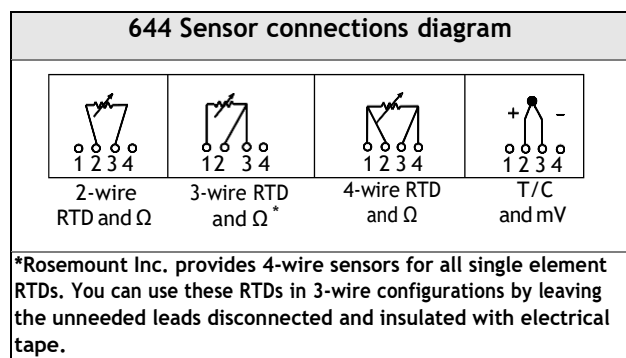 644 Sensor connections diagram
1 2 3 4
12 3 4
1 2 3 4
+ -
1 2 3 4
2-wire
RTD and Ω
3-wire RTD
and Ω*
4-wire RTD
and Ω
T/C
and mV
*Rosemount Inc. provides 4-wire sensors for all single element
RTDs. You can use these RTDs in 3-wire configurations by leaving
the unneeded leads disconnected and insulated with electrical
tape.